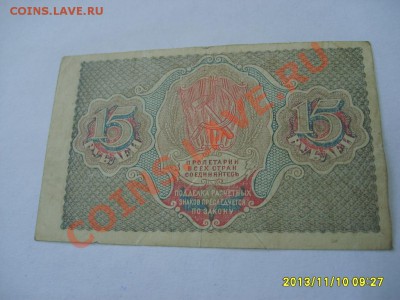 COINS.LAVE.RU
COINS.LAVE.RU
15
15
ПРОЛЕТАРИИ
ВСЕХ СТРАН
СОЕДИНЯЙТЕСЬ
ПОДДЕЛКА РАСЧЕТНЫХ
ЗНАКОВ ПРЕСЛЕДУЕТСЯ
ПО ЗАКОНУ
2013/11/10 09:27